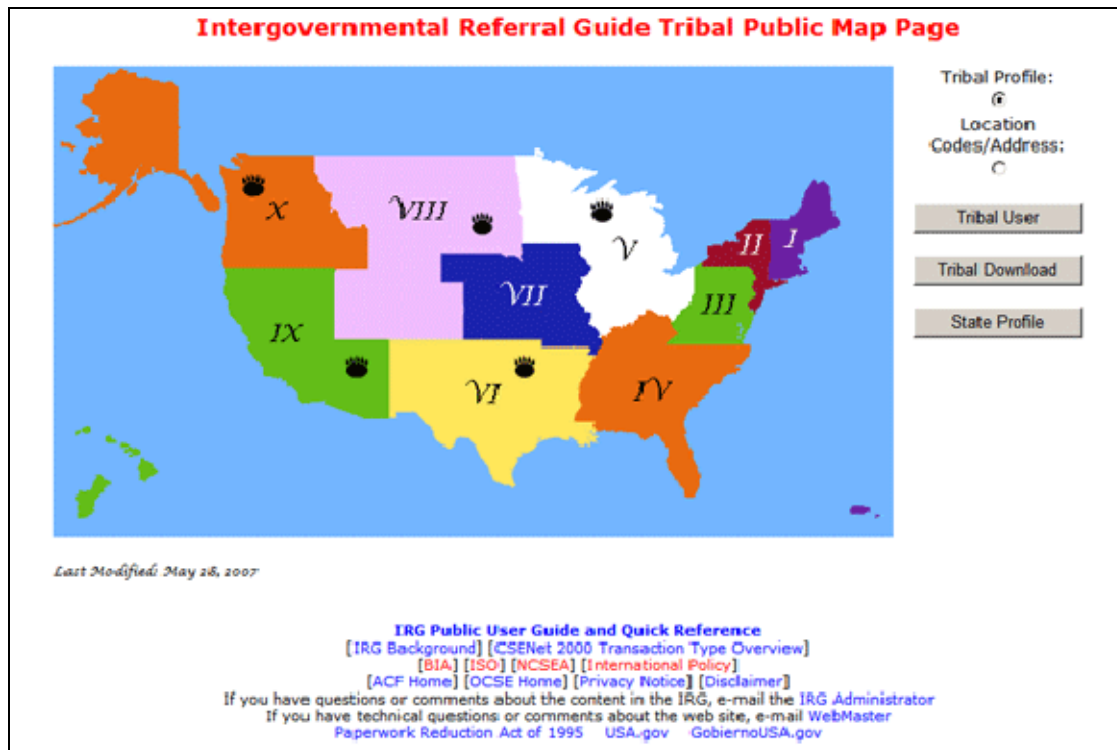 Intergovernmental Referral Guide Tribal Public Map Page
Tribal Profile:
Location
Codes/Address:
Tribal User
Tribal Download
State Profile
X
VIII
V
II
I
VII
III
IX
VI
IV
Last Modified: May 28, 2007
IRG Public User Guide and Quick Reference
[IRG Background] [CSENet 2000 Transaction Type Overview]
[BIA] [ISO] [NCSEA] [International Policy]
[ACF Home] [OCSE Home] [Privacy Notice] [Disclaimer]
If you have questions or comments about the content in the IRG, e-mail the IRG Administrator
If you have technical questions or comments about the web site, e-mail WebMaster
Paperwork Reduction Act of 1995 USA.gov GobiernoUSA.gov